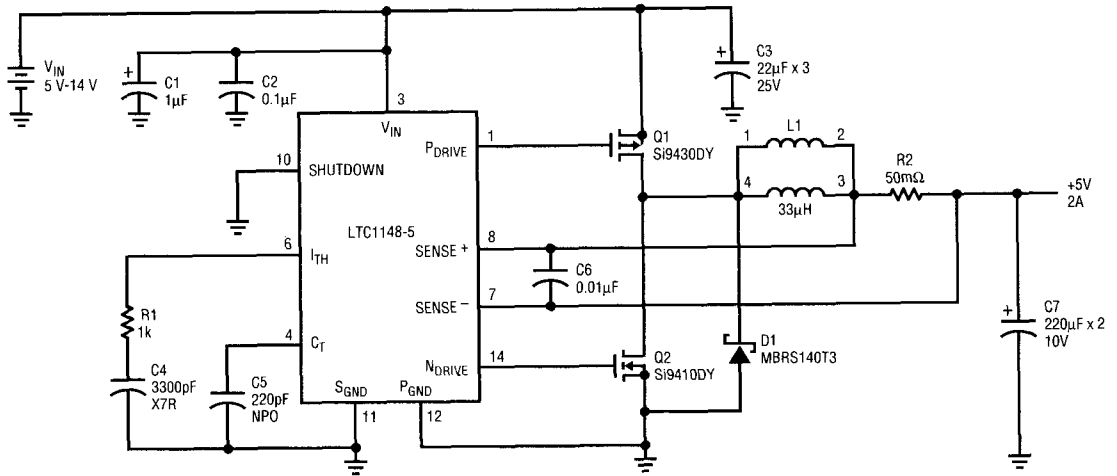 V_IN
5 V-14 V
C1
1μF
C2
0.1μF
3
V_IN
C3
22μF x 3
25V
P_DRIVE
1
Q1
Si9430DY
1
L1
2
10
SHUTDOWN
4
33μH
3
R2
50mΩ
+5V
2A
LTC1148-5
6
I_TH
SENSE +
8
C6
0.01μF
SENSE −
7
R1
1k
4
C_T
C7
220μF x 2
10V
D1
MBRS140T3
Q2
Si9410DY
N_DRIVE
14
C4
3300pF
X7R
C5
220pF
NPO
S_GND
P_GND
11
12